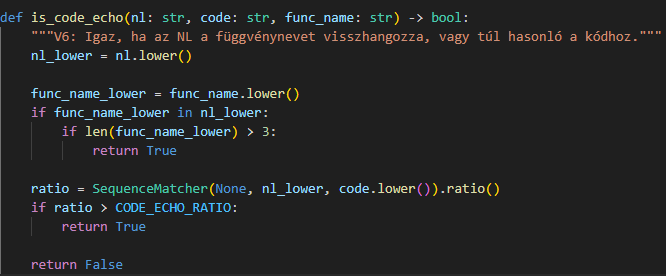 def is_code_echo(nl: str, code: str, func_name: str) -> bool:
    """V6: Igaz, ha az NL a függvénynevet visszhangozza, vagy túl hasonló a kódhoz."""
    nl_lower = nl.lower()

    func_name_lower = func_name.lower()
    if func_name_lower in nl_lower:
        if len(func_name_lower) > 3:
            return True

    ratio = SequenceMatcher(None, nl_lower, code.lower()).ratio()
    if ratio > CODE_ECHO_RATIO:
        return True

    return False